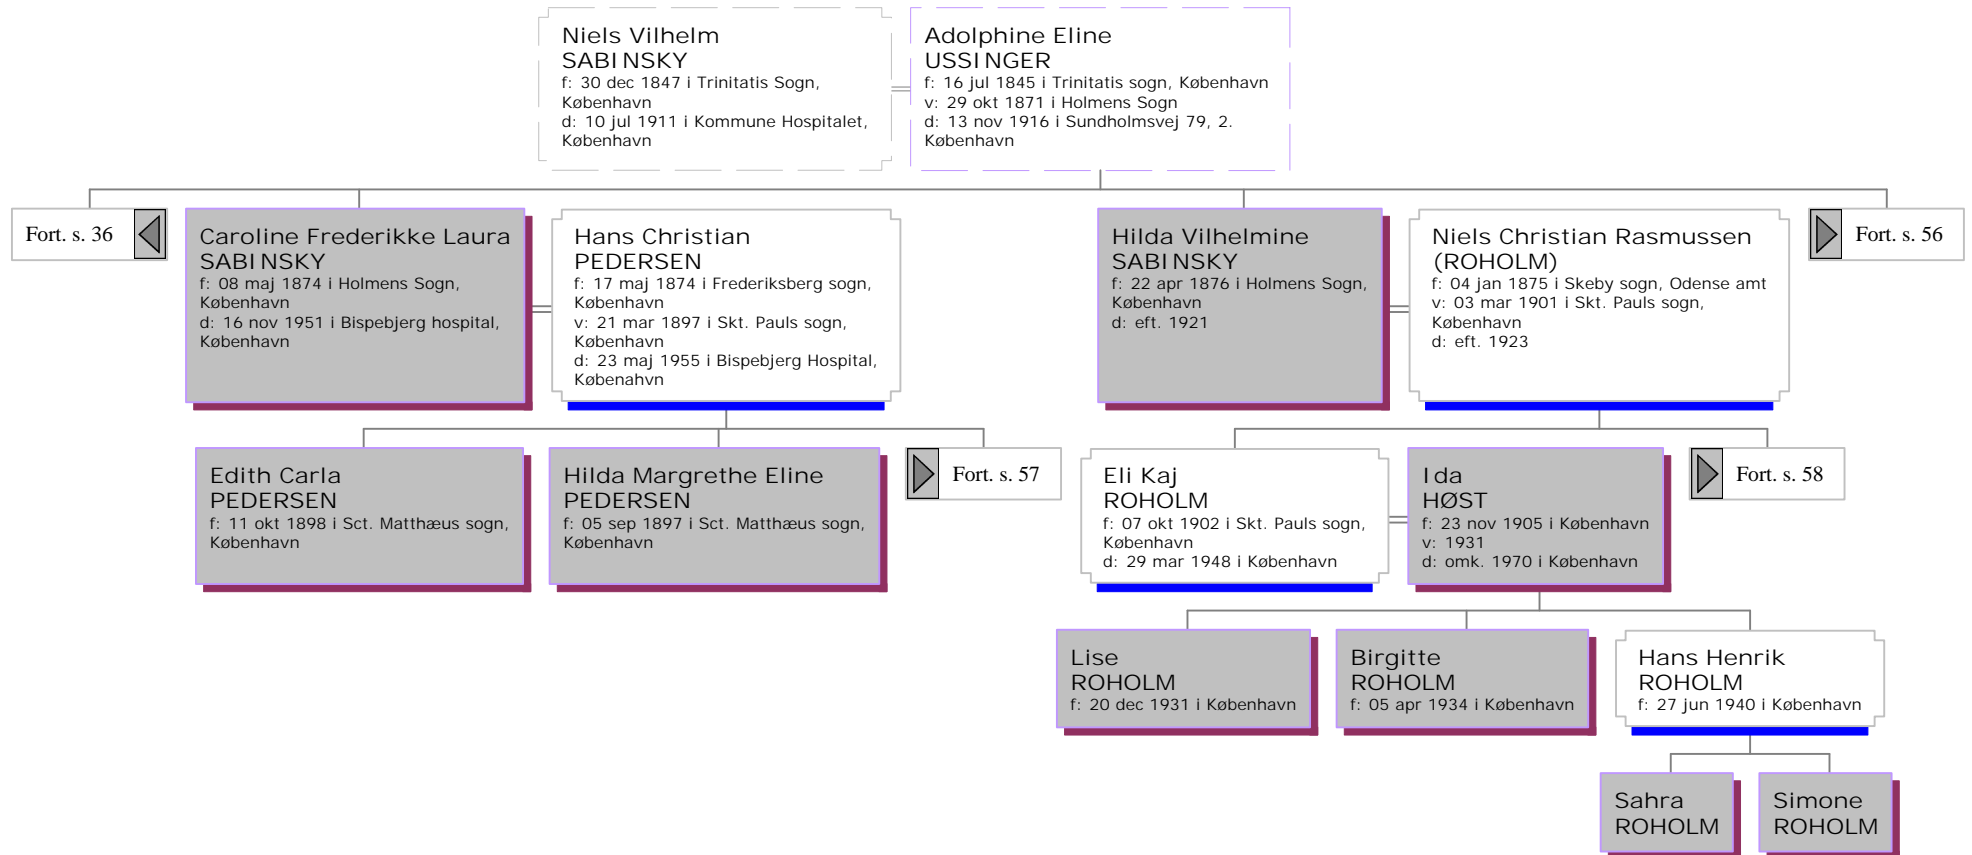 Niels Vilhelm
SABINSKY
f: 30 dec 1847 i Trinitatis Sogn,
København
d: 10 jul 1911 i Kommune Hospitalet,
København
Adolphine Eline
USSINGER
f: 16 jul 1845 i Trinitatis sogn, København
v: 29 okt 1871 i Holmens Sogn
d: 13 nov 1916 i Sundholmsvej 79, 2.
København
Fort. s. 36
Caroline Frederikke Laura
SABINSKY
f: 08 maj 1874 i Holmens Sogn,
København
d: 16 nov 1951 i Bispebjerg hospital,
København
Hans Christian
PEDERSEN
f: 17 maj 1874 i Frederiksberg sogn,
København
v: 21 mar 1897 i Skt. Pauls sogn,
København
d: 23 maj 1955 i Bispebjerg Hospital,
Købenahvn
Hilda Vilhelmine
SABINSKY
f: 22 apr 1876 i Holmens Sogn,
København
d: eft. 1921
Niels Christian Rasmussen
(ROHOLM)
f: 04 jan 1875 i Skeby sogn, Odense amt
v: 03 mar 1901 i Skt. Pauls sogn,
København
d: eft. 1923
Fort. s. 56
Edith Carla
PEDERSEN
f: 11 okt 1898 i Sct. Matthæus sogn,
København
Hilda Margrethe Eline
PEDERSEN
f: 05 sep 1897 i Sct. Matthæus sogn,
København
Fort. s. 57
Eli Kaj
ROHOLM
f: 07 okt 1902 i Skt. Pauls sogn,
København
d: 29 mar 1948 i København
Ida
HØST
f: 23 nov 1905 i København
v: 1931
d: omk. 1970 i København
Fort. s. 58
Lise
ROHOLM
f: 20 dec 1931 i København
Birgitte
ROHOLM
f: 05 apr 1934 i København
Hans Henrik
ROHOLM
f: 27 jun 1940 i København
Sahra
ROHOLM
Simone
ROHOLM